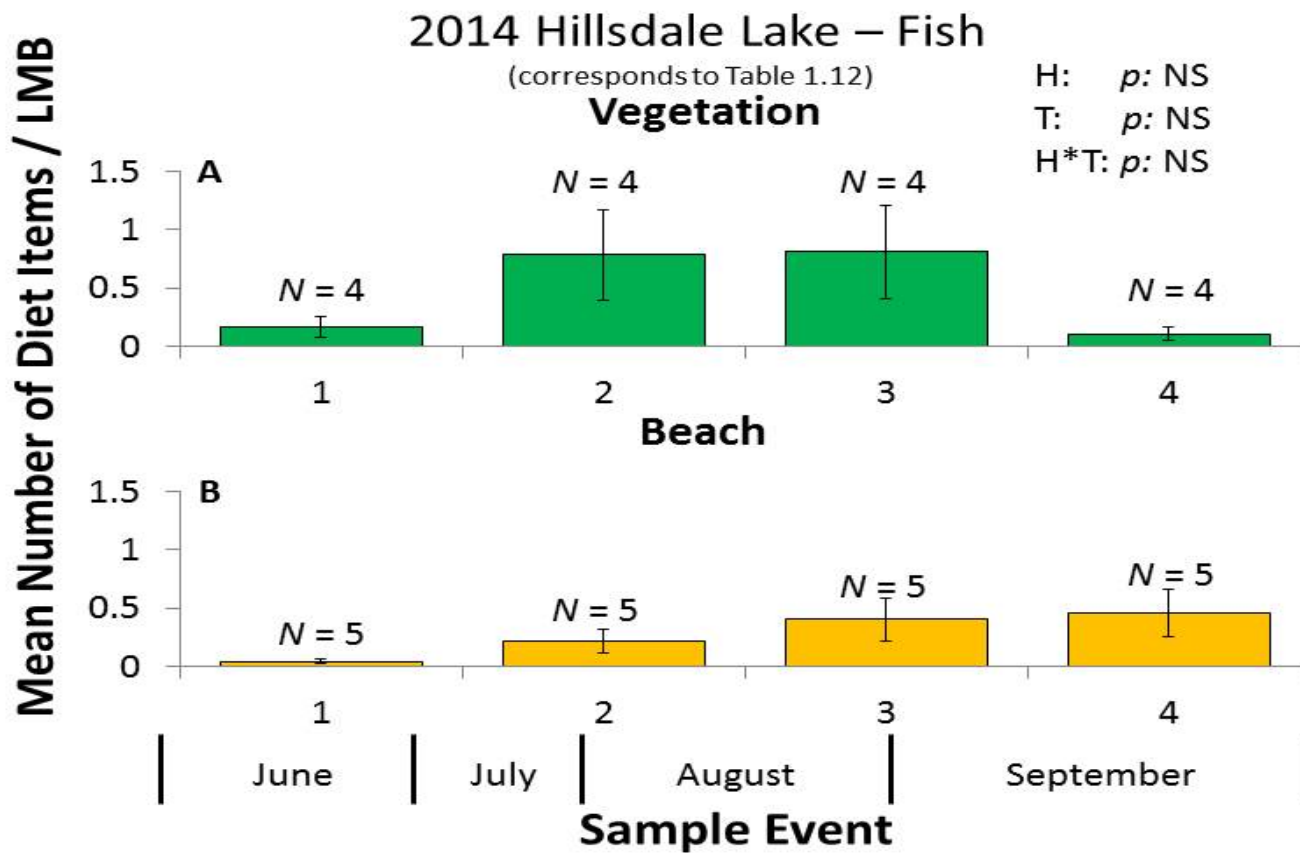 2014 Hillsdale Lake – Fish
(corresponds to Table 1.12)
H: p: NS
T: p: NS
H*T: p: NS
Mean Number of Diet Items / LMB
Vegetation
A
1.5
1
0.5
0
N = 4
N = 4
N = 4
N = 4
1 2 3 4
Beach
B
1.5
1
0.5
0
N = 5
N = 5
N = 5
N = 5
1 2 3 4
June July August September
Sample Event